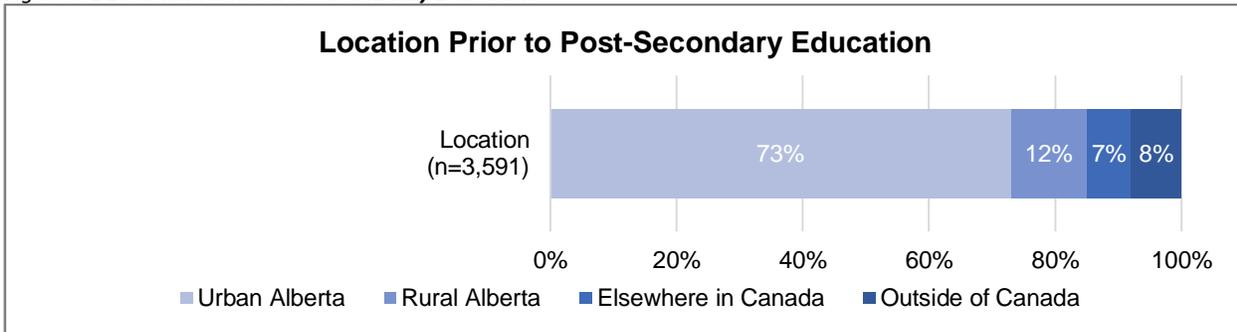 Location Prior to Post-Secondary Education
Location
(n=3,591)
73%
12%
7%
8%
0%
20%
40%
60%
80%
100%
Urban Alberta
Rural Alberta
Elsewhere in Canada
Outside of Canada